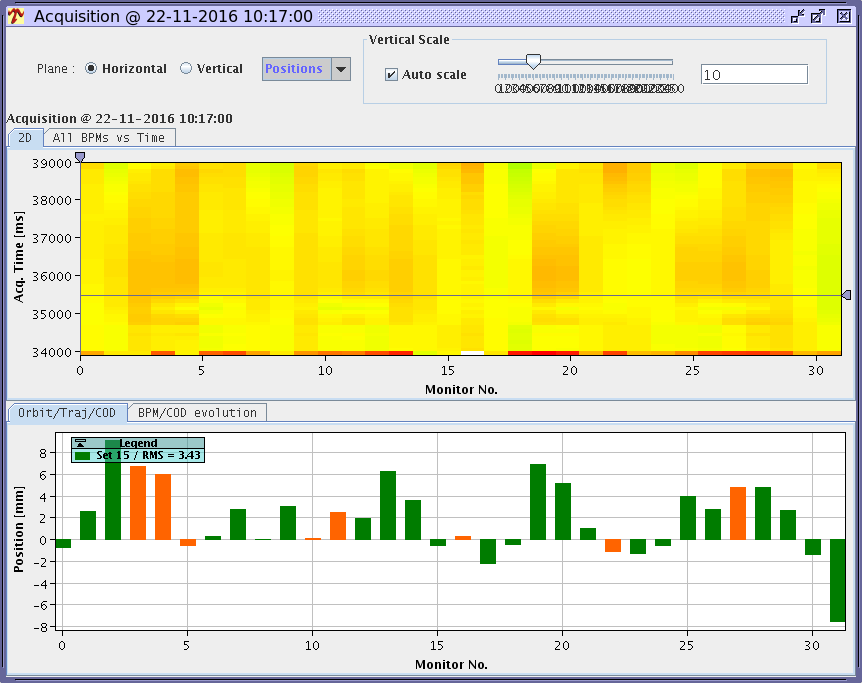 Acquisition @ 22-11-2016 10:17:00
Vertical Scale
Plane : Horizontal Vertical Positions Auto scale 10
Acquisition @ 22-11-2016 10:17:00
2D All BPMs vs Time
39000
38000
37000
36000
35000
34000
Acq. Time [ms]
0 5 10 15 20 25 30
Monitor No.
Orbit/Traj/COD BPM/COD evolution
Legend
Set 15 / RMS = 3.43
8
6
4
2
0
-2
-4
-6
-8
Position [mm]
0 5 10 15 20 25 30
Monitor No.